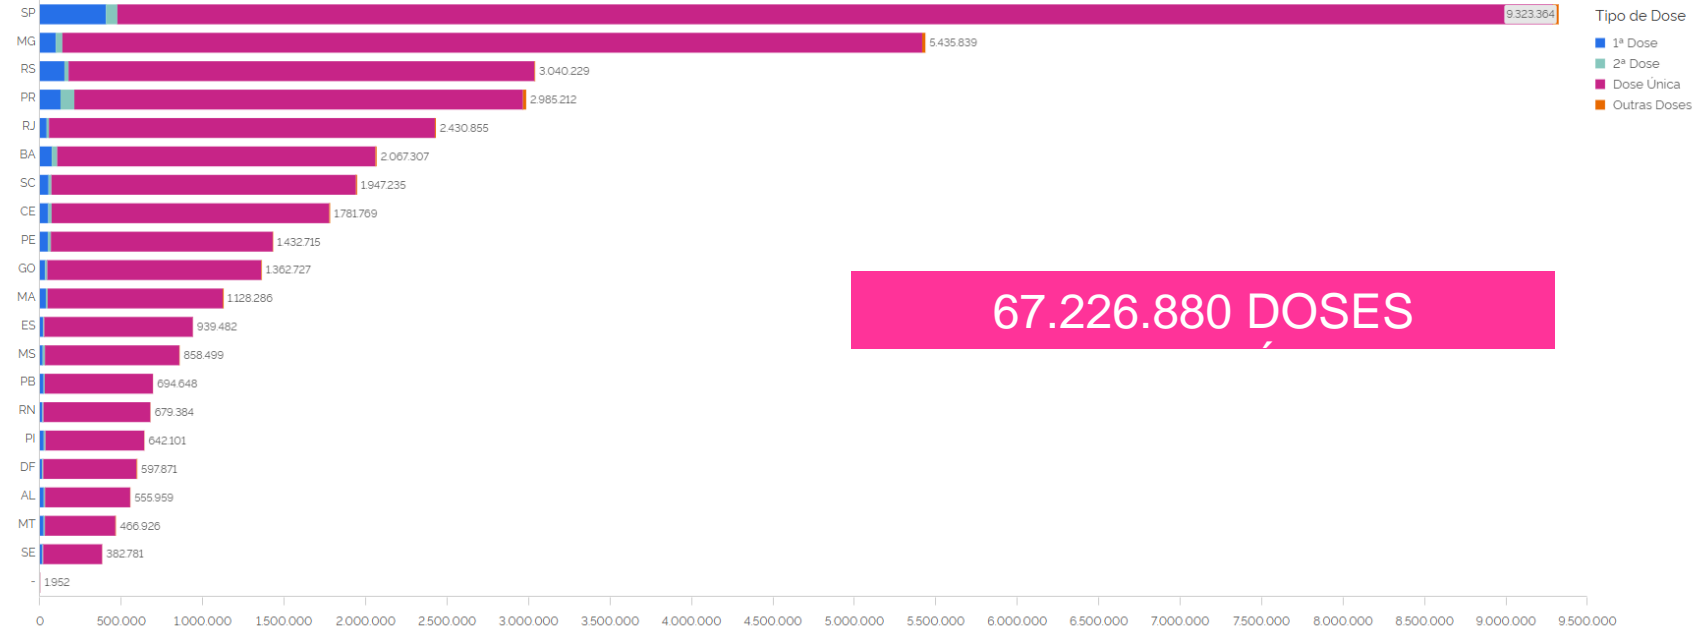 SP 9.323.364
MG 5.435.839
RS 3.040.229
PR 2.985.212
RJ 2.430.855
BA 2.067.307
SC 1.947.235
CE 1.781.769
PE 1.432.715
GO 1.362.727
MA 1.128.286
ES 939.482
MS 858.499
PB 694.648
RN 679.384
PI 642.101
DF 597.871
AL 555.959
MT 466.926
SE 382.781
- 1.952
0 500.000 1.000.000 1.500.000 2.000.000 2.500.000 3.000.000 3.500.000 4.000.000 4.500.000 5.000.000 5.500.000 6.000.000 6.500.000 7.000.000 7.500.000 8.000.000 8.500.000 9.000.000 9.500.000
67.226.880 DOSES
Tipo de Dose
1ª Dose
2ª Dose
Dose Única
Outras Doses